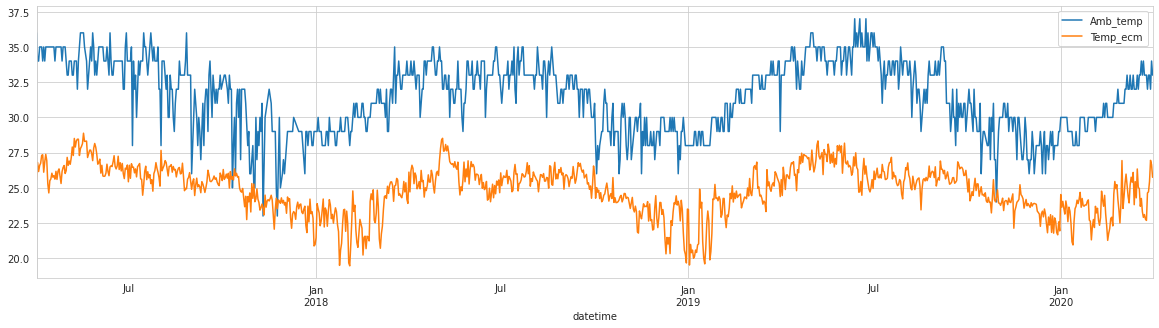 37.5
35.0
32.5
30.0
27.5
25.0
22.5
20.0
Amb_temp
Temp_ecm
Jul
Jan
2018
Jul
Jan
2019
Jul
Jan
2020
datetime